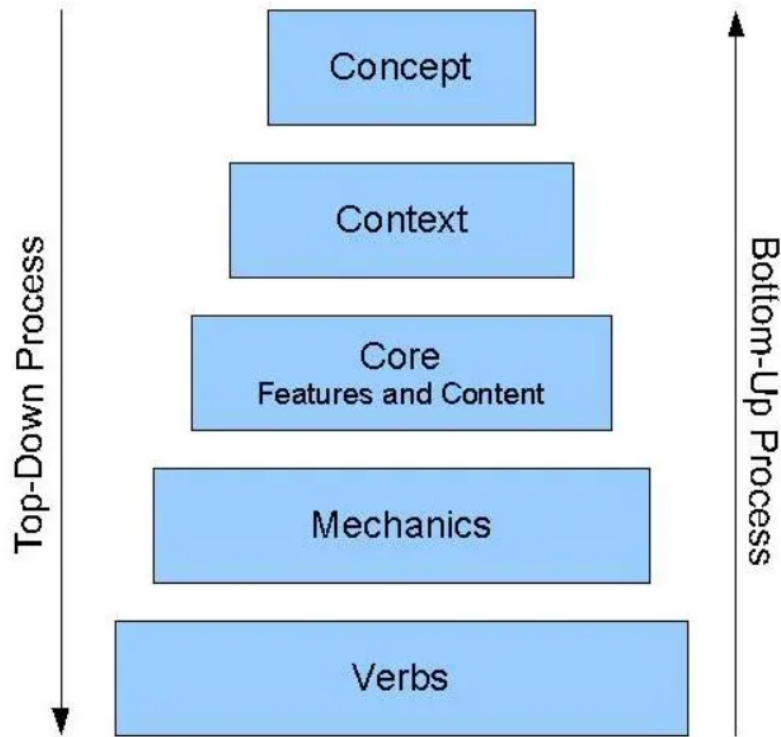 Concept
Context
Core
Features and Content
Mechanics
Verbs
Top-Down Process
Bottom-Up Process